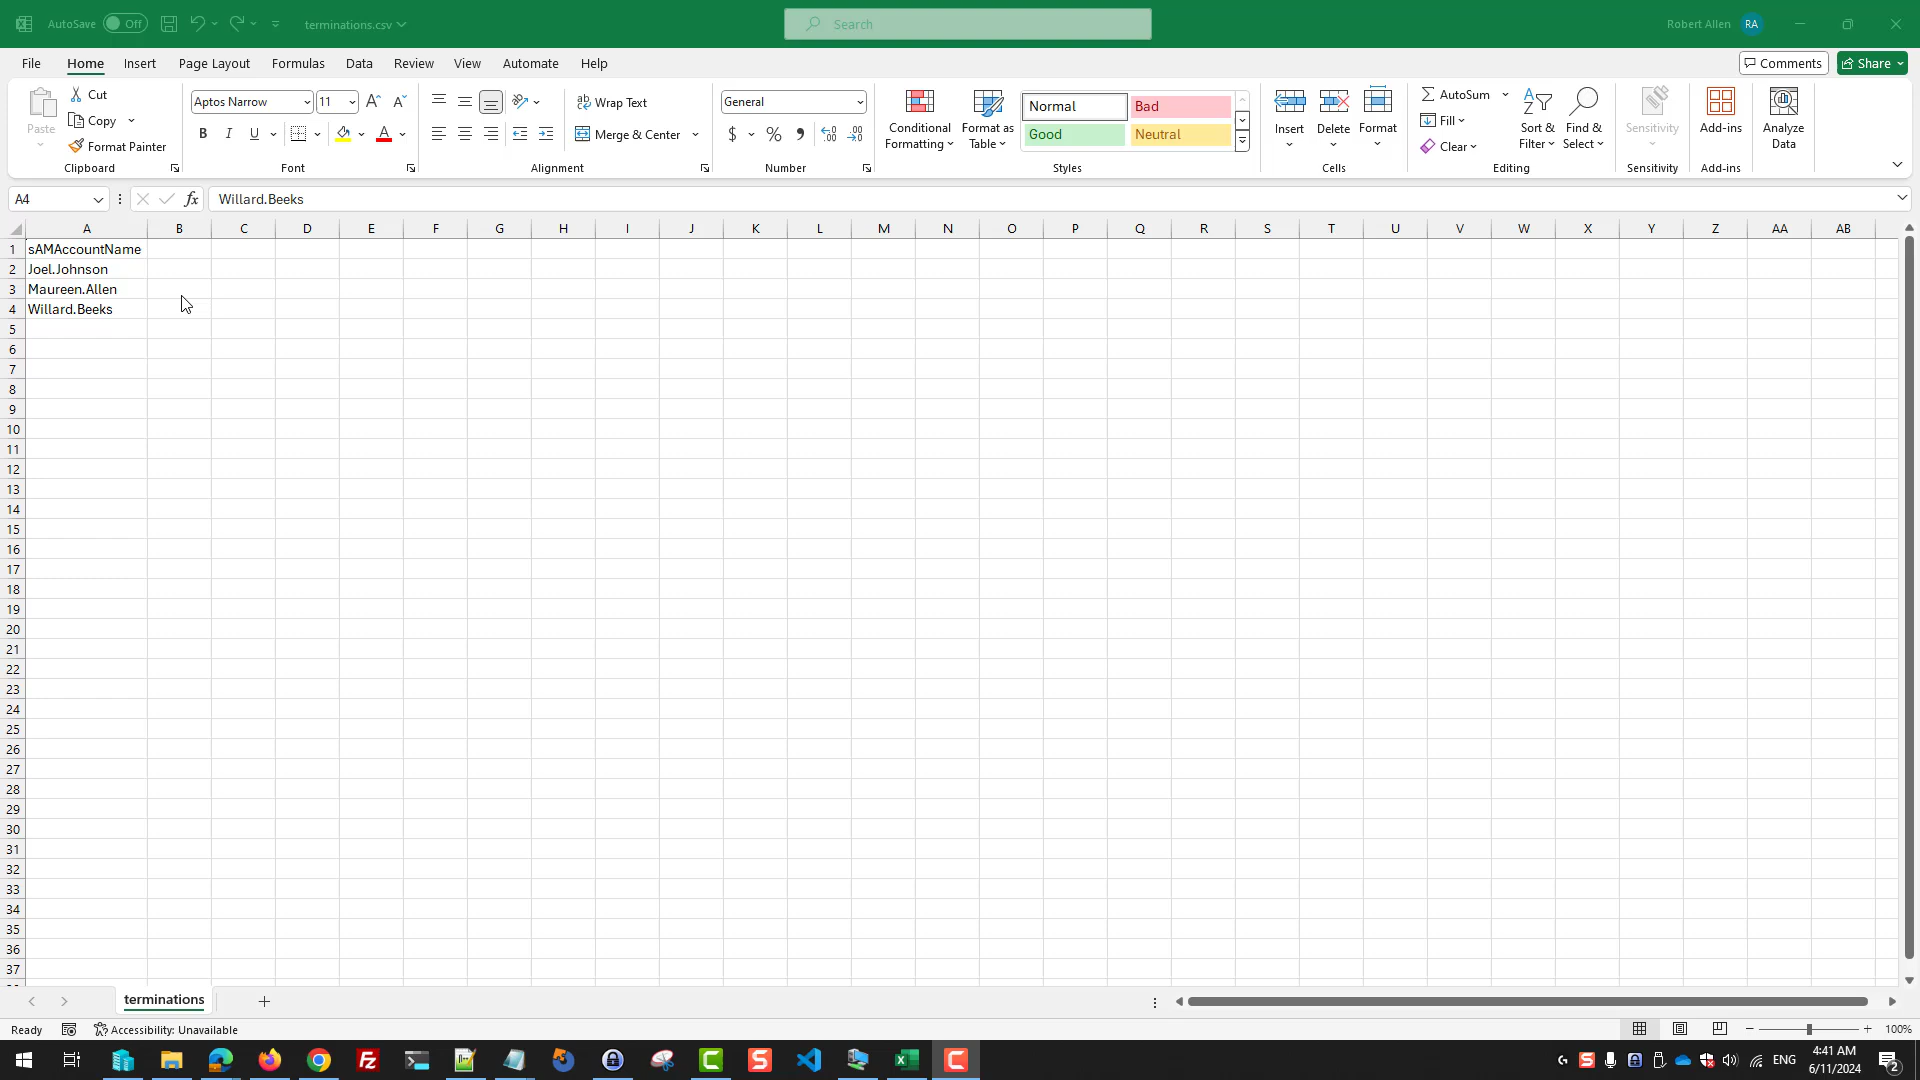 AutoSave Off terminations.csv Search Robert Allen RA
File Home Insert Page Layout Formulas Data Review View Automate Help Comments Share
Paste Cut Copy Format Painter Clipboard
Aptos Narrow 11 Font
Wrap Text Merge & Center Alignment
General Number
Conditional Formatting Format as Table Normal Bad Good Neutral Styles
Insert Delete Format Cells
AutoSum Fill Clear Sort & Filter Find & Select Editing
Sensitivity Sensitivity
Add-ins Add-ins
Analyze Data
A4 fx Willard.Beeks
A B C D E F G H I J K L M N O P Q R S T U V W X Y Z AA AB
1 sAMAccountName
2 Joel.Johnson
3 Maureen.Allen
4 Willard.Beeks
5
6
7
8
9
10
11
12
13
14
15
16
17
18
19
20
21
22
23
24
25
26
27
28
29
30
31
32
33
34
35
36
37
terminations
Ready Accessibility: Unavailable 100%
ENG 4:41 AM
6/11/2024 2